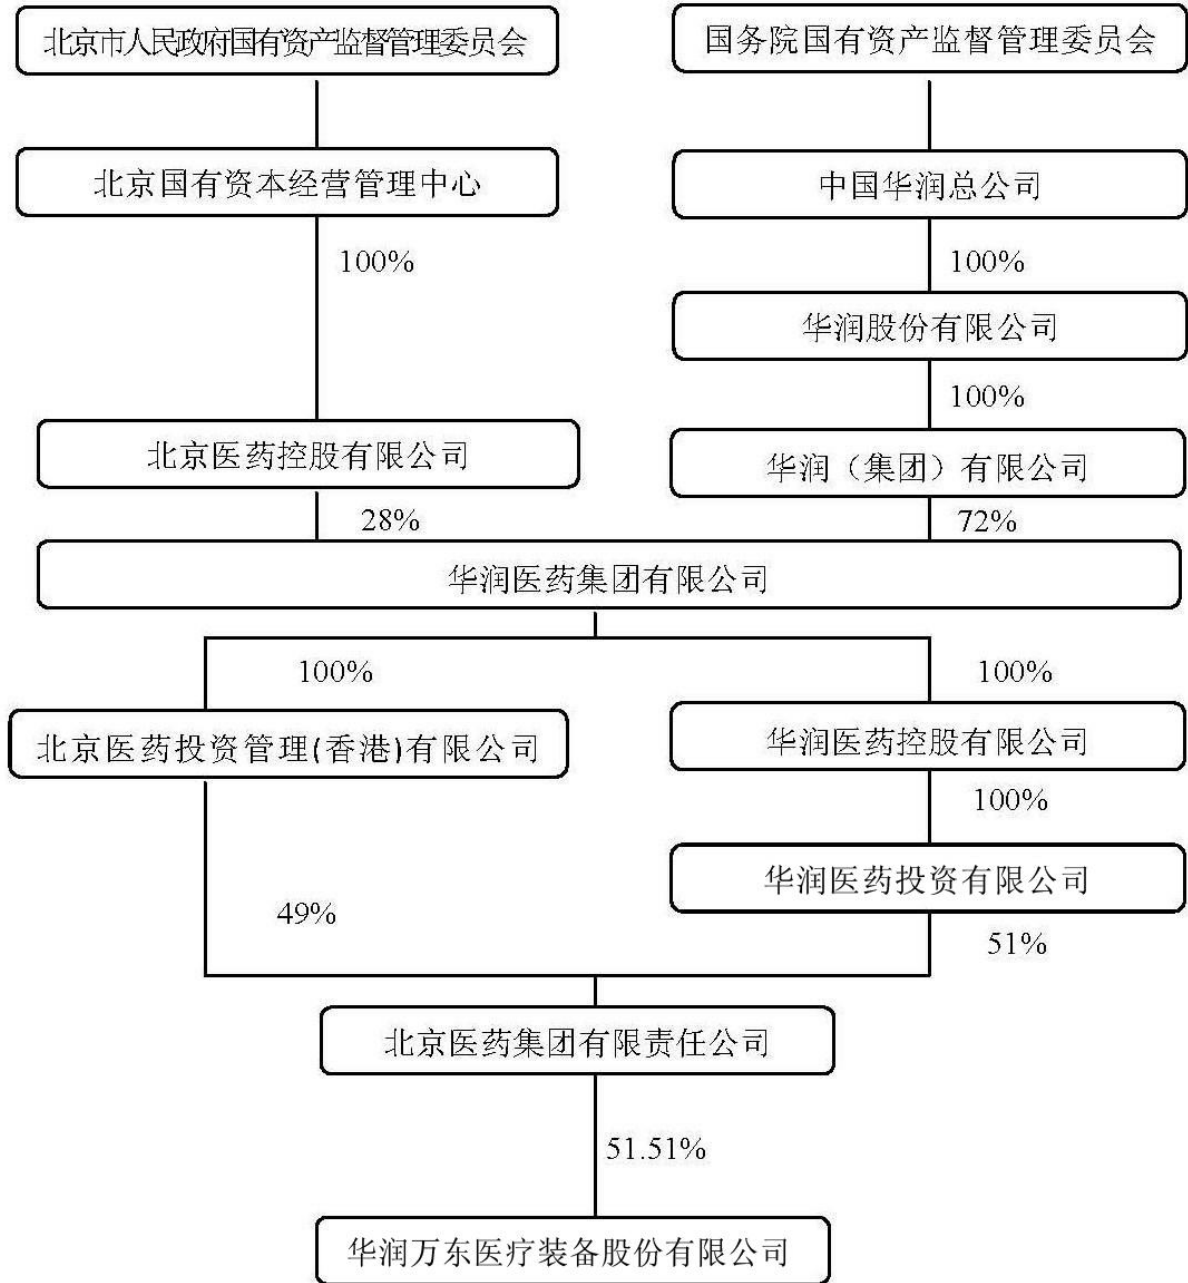 北京市人民政府国有资产监督管理委员会
国务院国有资产监督管理委员会
北京国有资本经营管理中心
中国华润总公司
100%
100%
华润股份有限公司
100%
北京医药控股有限公司
华润（集团）有限公司
28%
72%
华润医药集团有限公司
100%
100%
北京医药投资管理(香港)有限公司
华润医药控股有限公司
100%
华润医药投资有限公司
49%
51%
北京医药集团有限责任公司
51.51%
华润万东医疗装备股份有限公司